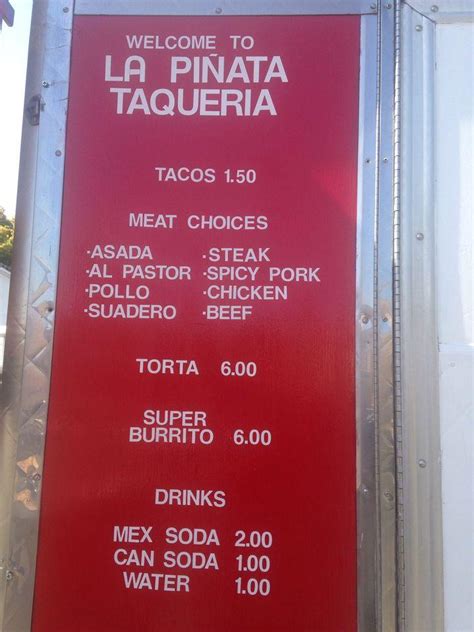 WELCOME TO
LA PIÑATA
TAQUERIA
TACOS 1.50
MEAT CHOICES
·ASADA ·STEAK
·AL PASTOR ·SPICY PORK
·POLLO ·CHICKEN
·SUADERO ·BEEF
TORTA 6.00
SUPER
BURRITO 6.00
DRINKS
MEX SODA 2.00
CAN SODA 1.00
WATER 1.00